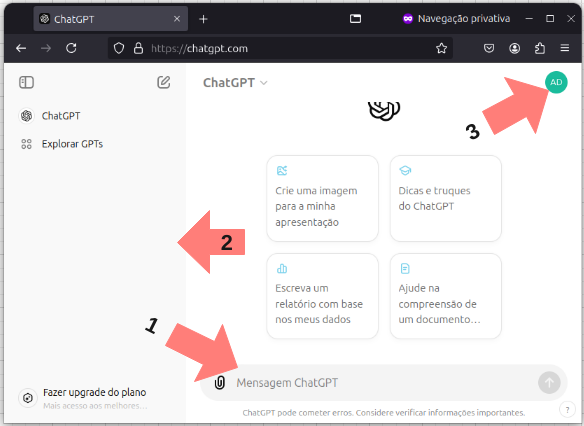 ChatGPT
Navegação privativa
https://chatgpt.com
ChatGPT
AD
ChatGPT
Explorar GPTs
3
Crie uma imagem
para a minha
apresentação
Dicas e truques
do ChatGPT
2
Escreva um
relatório com base
nos meus dados
Ajude na
compreensão de
um documento...
1
Mensagem ChatGPT
Fazer upgrade do plano
Mais acesso aos melhores...
ChatGPT pode cometer erros. Considere verificar informações importantes.
?